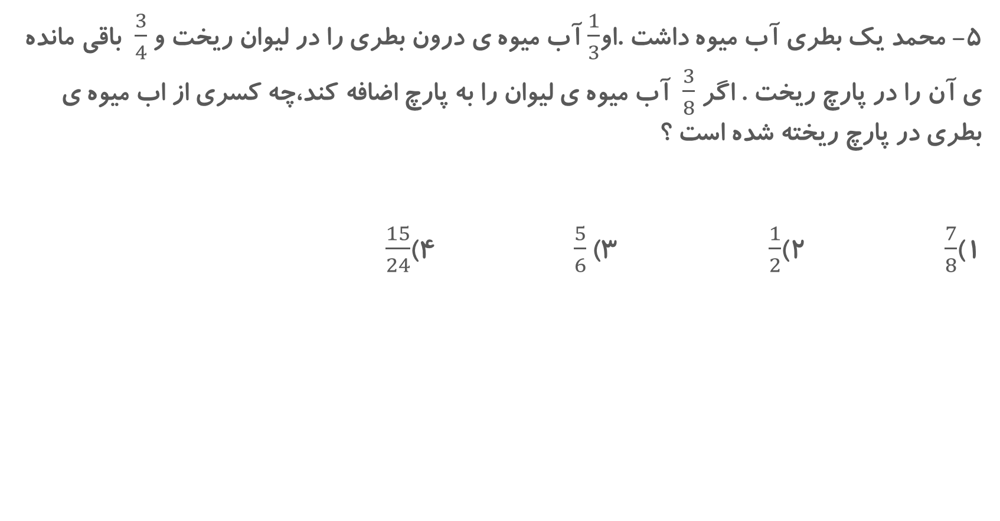 ۵- محمد یک بطری آب میوه داشت .او 1/3 آب میوه ی درون بطری را در لیوان ریخت و 3/4 باقی مانده
ی آن را در پارچ ریخت . اگر 3/8 آب میوه ی لیوان را به پارچ اضافه کند،چه کسری از اب میوه ی
بطری در پارچ ریخته شده است ؟
۱) 7/8 ۲) 1/2 ۳) 5/6 ۴) 15/24